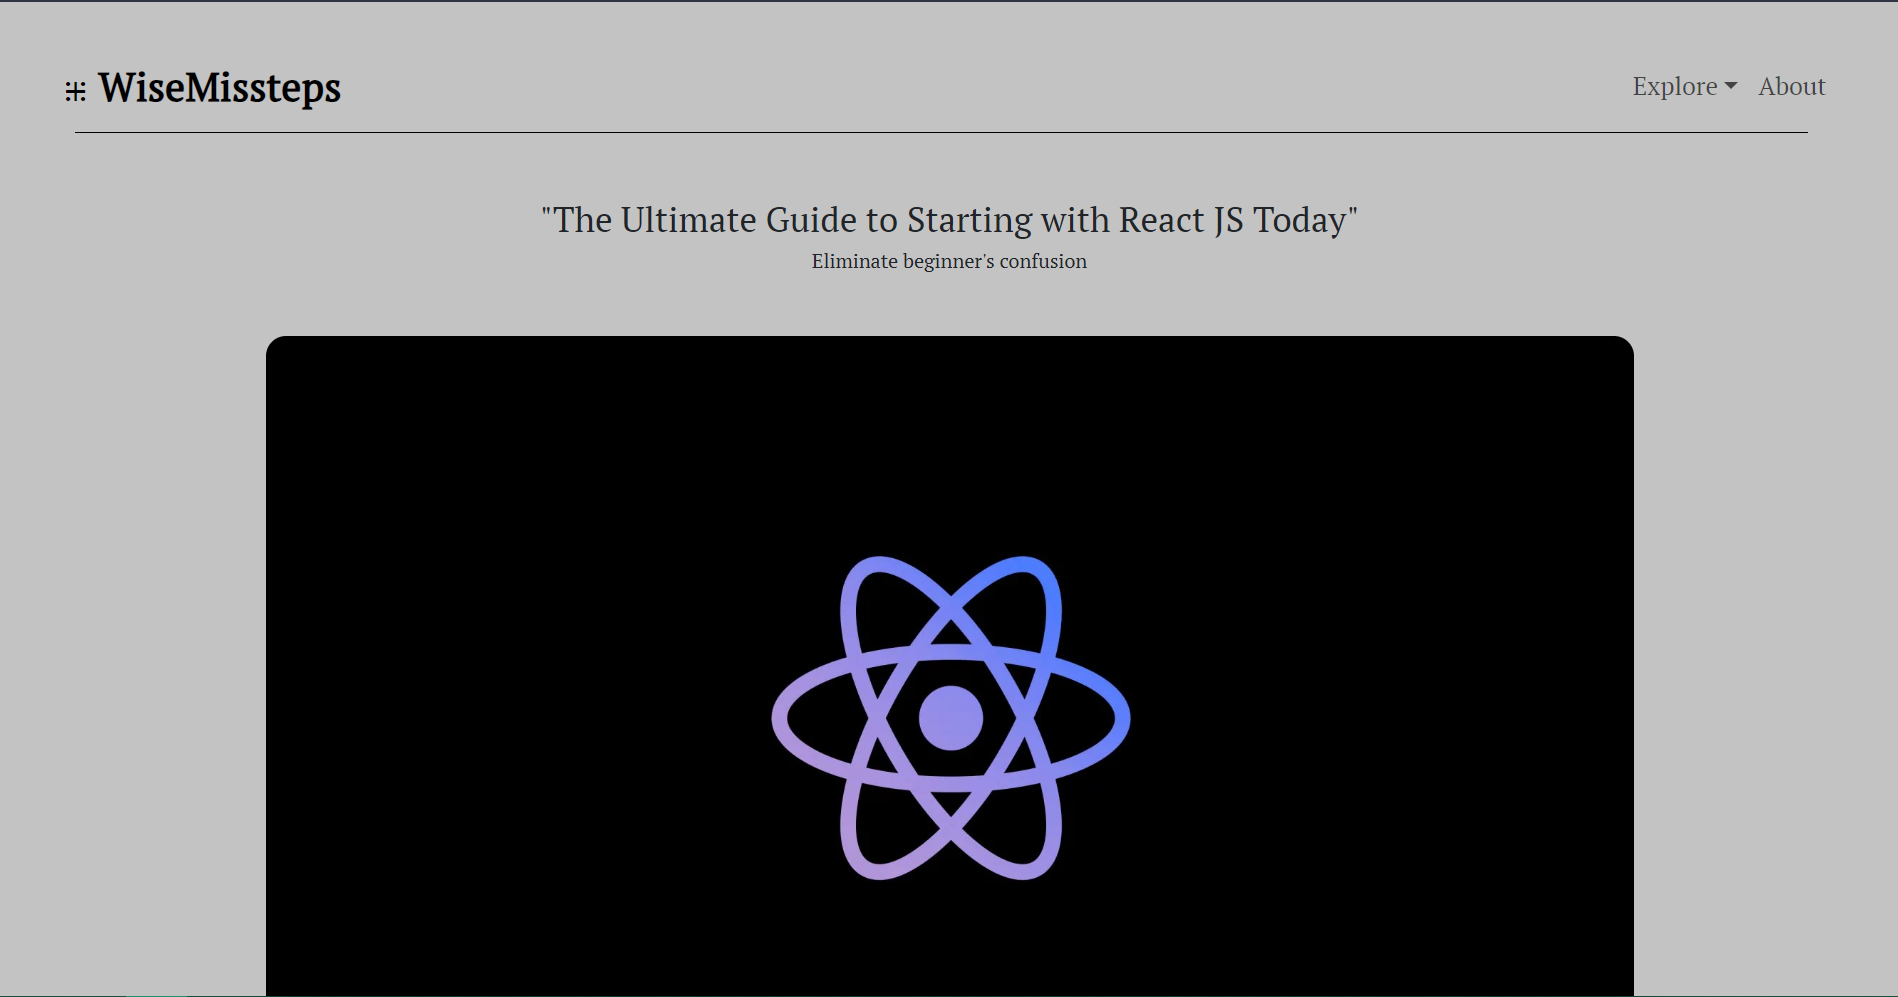 WiseMissteps
Explore About
"The Ultimate Guide to Starting with React JS Today"
Eliminate beginner's confusion